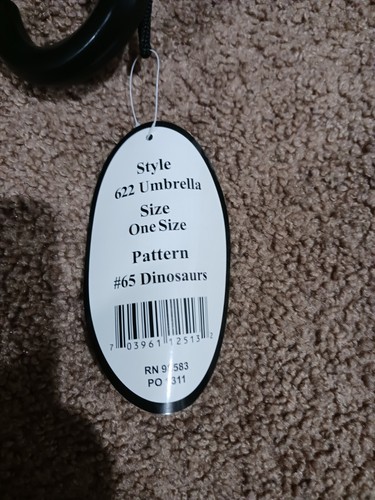 Style
622 Umbrella
Size
One Size
Pattern
#65 Dinosaurs
7 03961 12513 2
RN
PO